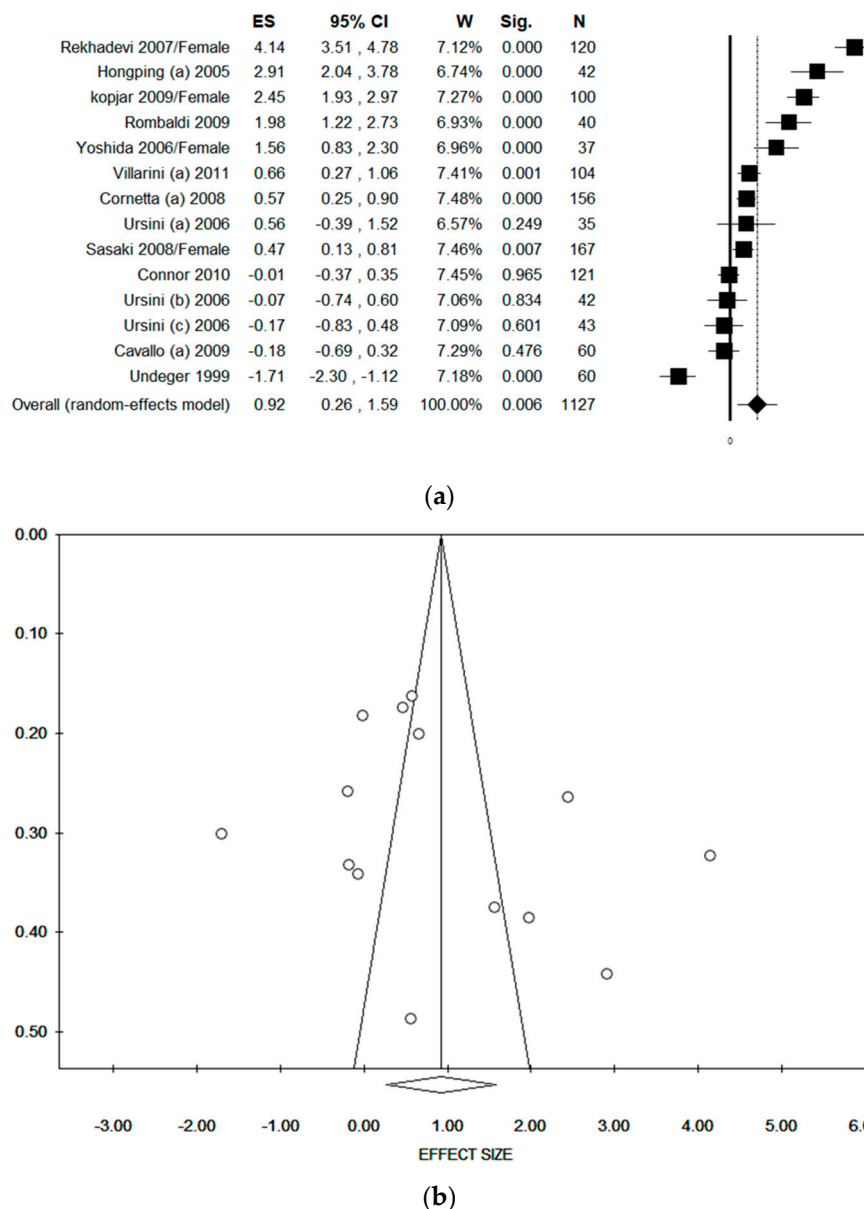 ES 95% CI W Sig. N
Rekhadevi 2007/Female 4.14 3.51 , 4.78 7.12% 0.000 120
Hongping (a) 2005 2.91 2.04 , 3.78 6.74% 0.000 42
kopjar 2009/Female 2.45 1.93 , 2.97 7.27% 0.000 100
Rombaldi 2009 1.98 1.22 , 2.73 6.93% 0.000 40
Yoshida 2006/Female 1.56 0.83 , 2.30 6.96% 0.000 37
Villarini (a) 2011 0.66 0.27 , 1.06 7.41% 0.001 104
Cornetta (a) 2008 0.57 0.25 , 0.90 7.48% 0.000 156
Ursini (a) 2006 0.56 -0.39 , 1.52 6.57% 0.249 35
Sasaki 2008/Female 0.47 0.13 , 0.81 7.46% 0.007 167
Connor 2010 -0.01 -0.37 , 0.35 7.45% 0.965 121
Ursini (b) 2006 -0.07 -0.74 , 0.60 7.06% 0.834 42
Ursini (c) 2006 -0.17 -0.83 , 0.48 7.09% 0.601 43
Cavallo (a) 2009 -0.18 -0.69 , 0.32 7.29% 0.476 60
Undeger 1999 -1.71 -2.30 , -1.12 7.18% 0.000 60
Overall (random-effects model) 0.92 0.26 , 1.59 100.00% 0.006 1127
0
(a)
0.00
0.10
0.20
0.30
0.40
0.50
-3.00 -1.00 0.00 1.00 2.00 3.00 4.00 5.00 6.0
EFFECT SIZE
(b)